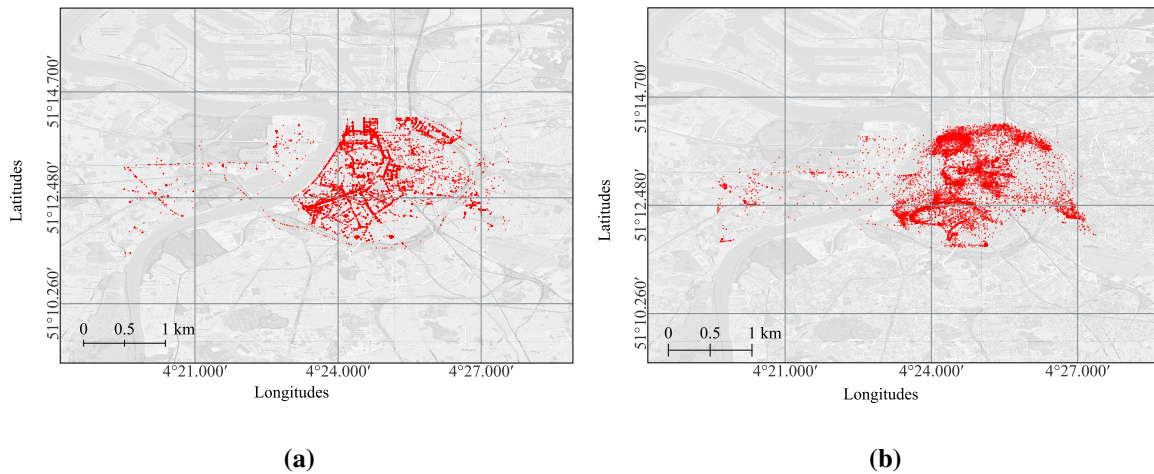 Latitudes
51°14.700′
51°12.480′
51°10.260′
0 0.5 1 km
4°21.000′ 4°24.000′ 4°27.000′
Longitudes
(a)
Latitudes
51°14.700′
51°12.480′
51°10.260′
0 0.5 1 km
4°21.000′ 4°24.000′ 4°27.000′
Longitudes
(b)